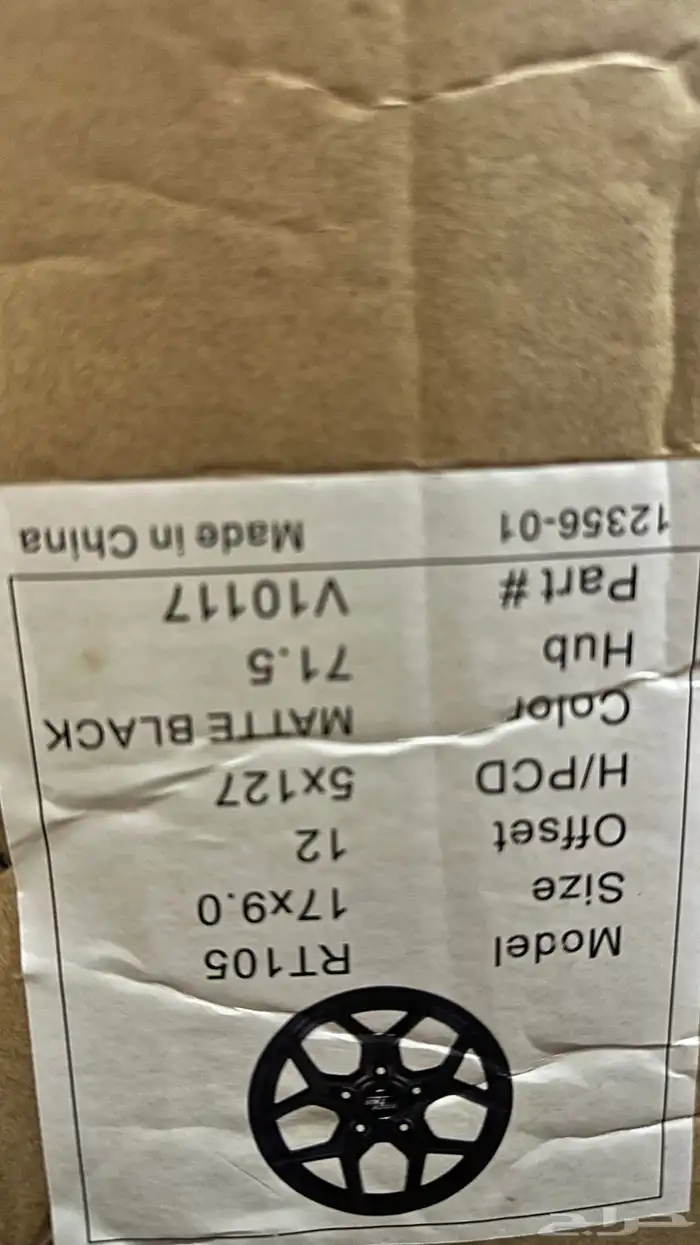 Model RT105
Size 17x9.0
Offset 12
H/PCD 5x127
Color MATTE BLACK
Hub 71.5
Part # V10117
12356-01 Made in China
حراج